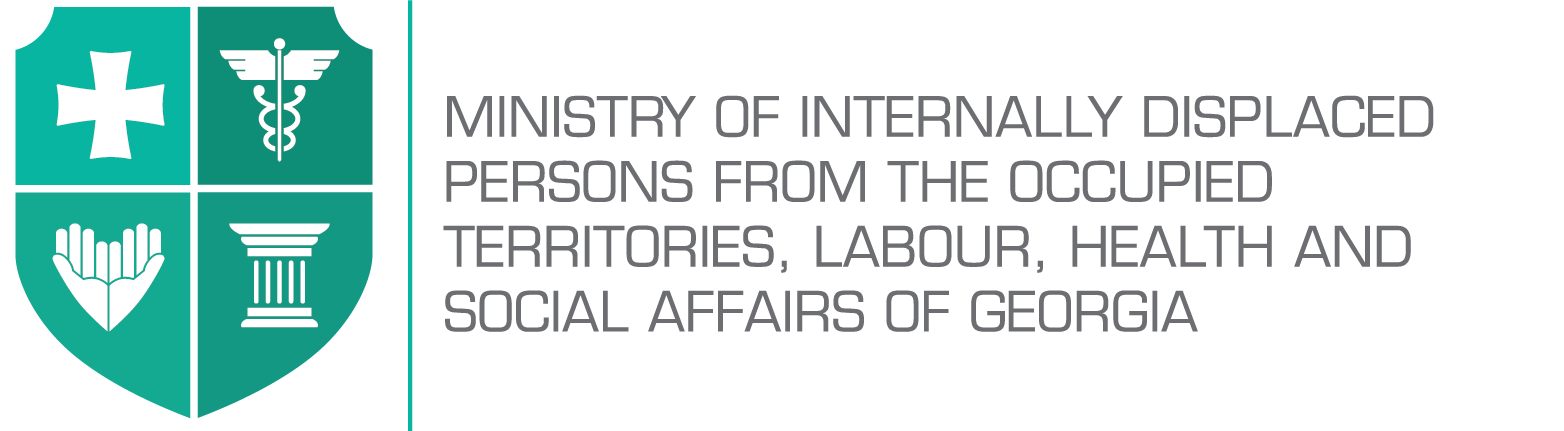 MINISTRY OF INTERNALLY DISPLACED
PERSONS FROM THE OCCUPIED
TERRITORIES, LABOUR, HEALTH AND
SOCIAL AFFAIRS OF GEORGIA